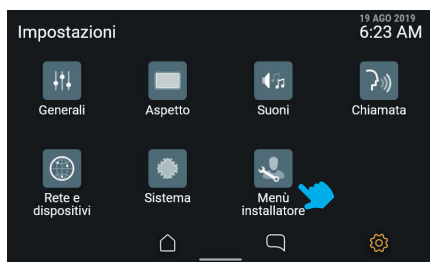 19 AGO 2019
Impostazioni 6:23 AM
Generali Aspetto Suoni Chiamata
Rete e dispositivi Sistema Menù installatore